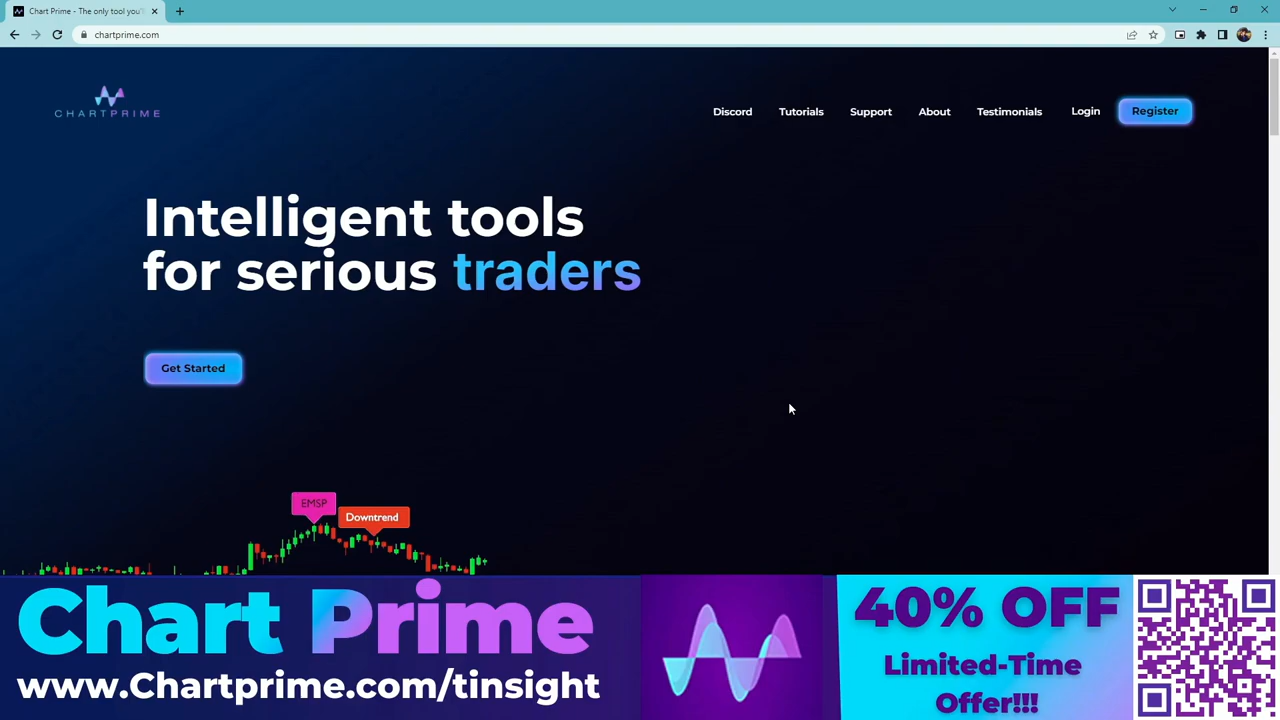 Chart Prime - The only tool you'll
chartprime.com
CHARTPRIME
Discord
Tutorials
Support
About
Testimonials
Login
Register
Intelligent tools
for serious traders
Get Started
EMSP
Downtrend
Chart Prime
www.Chartprime.com/tinsight
40% OFF
Limited-Time
Offer!!!